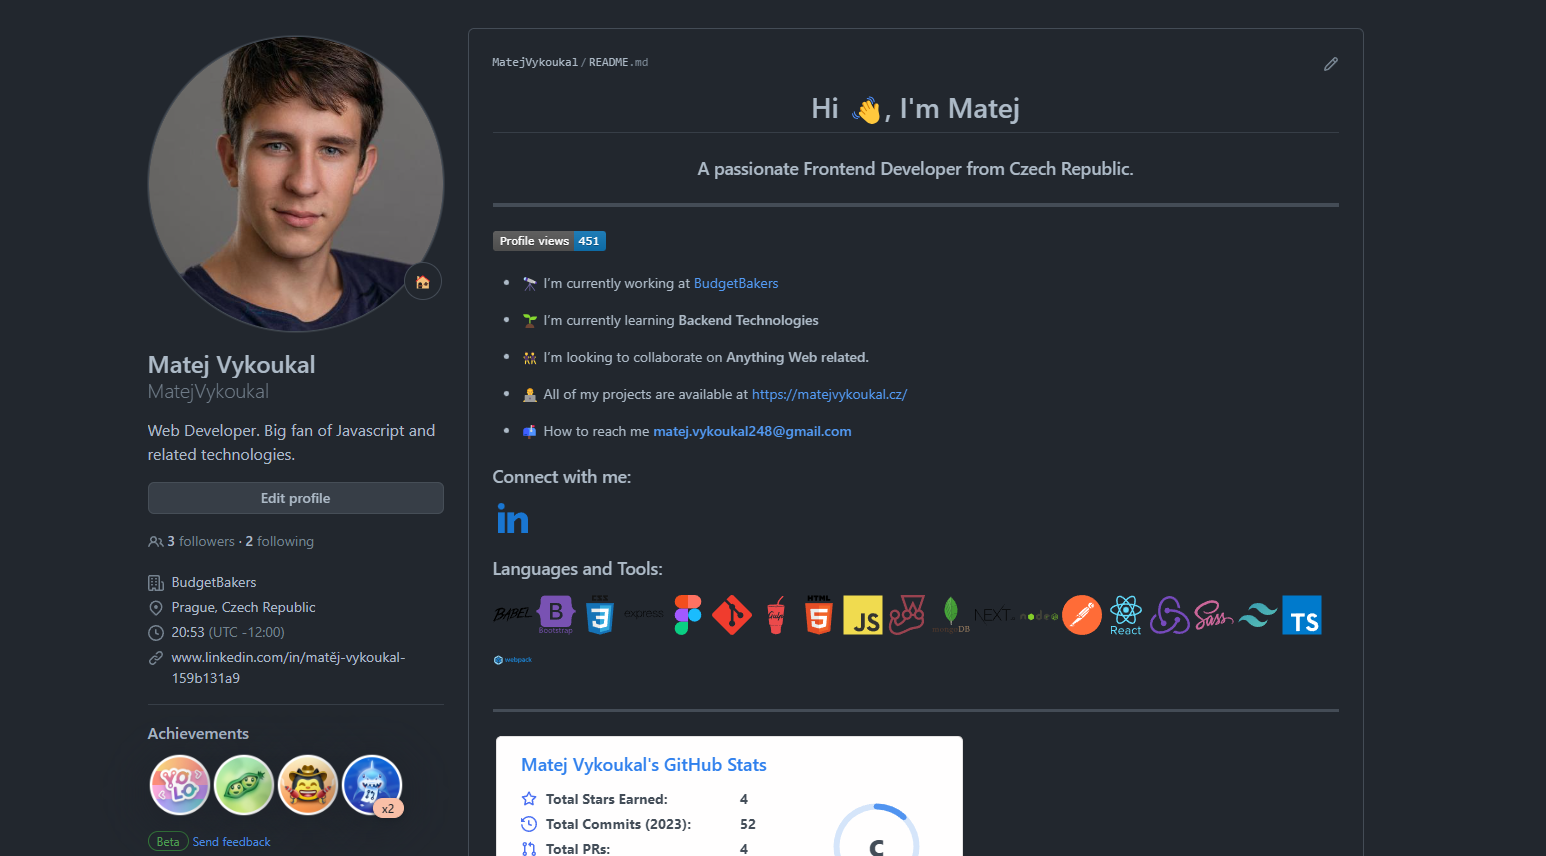 MatejVykoukal / README.md
Hi 👋, I'm Matej
A passionate Frontend Developer from Czech Republic.
Profile views 451
I'm currently working at BudgetBakers
I'm currently learning Backend Technologies
I'm looking to collaborate on Anything Web related.
All of my projects are available at https://matejvykoukal.cz/
How to reach me matej.vykoukal248@gmail.com
Connect with me:
in
Languages and Tools:
BABEL B Bootstrap CSS 3 express Gulp HTML 5 JS mongoDB NEXT.js node React Sass TS
webpack
Matej Vykoukal
MatejVykoukal
Web Developer. Big fan of Javascript and
related technologies.
Edit profile
3 followers · 2 following
BudgetBakers
Prague, Czech Republic
20:53 (UTC -12:00)
www.linkedin.com/in/matěj-vykoukal-
159b131a9
Achievements
YOLO
x2
Beta Send feedback
Matej Vykoukal's GitHub Stats
Total Stars Earned: 4
Total Commits (2023): 52
Total PRs: 4
C